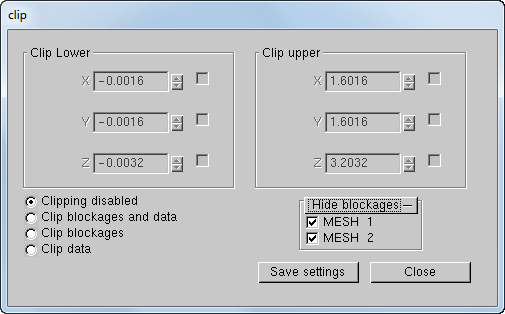 clip
Clip Lower
X -0.0016
Y -0.0016
Z -0.0032
Clip upper
X 1.6016
Y 1.6016
Z 3.2032
Clipping disabled
Clip blockages and data
Clip blockages
Clip data
Hide blockages
MESH 1
MESH 2
Save settings
Close